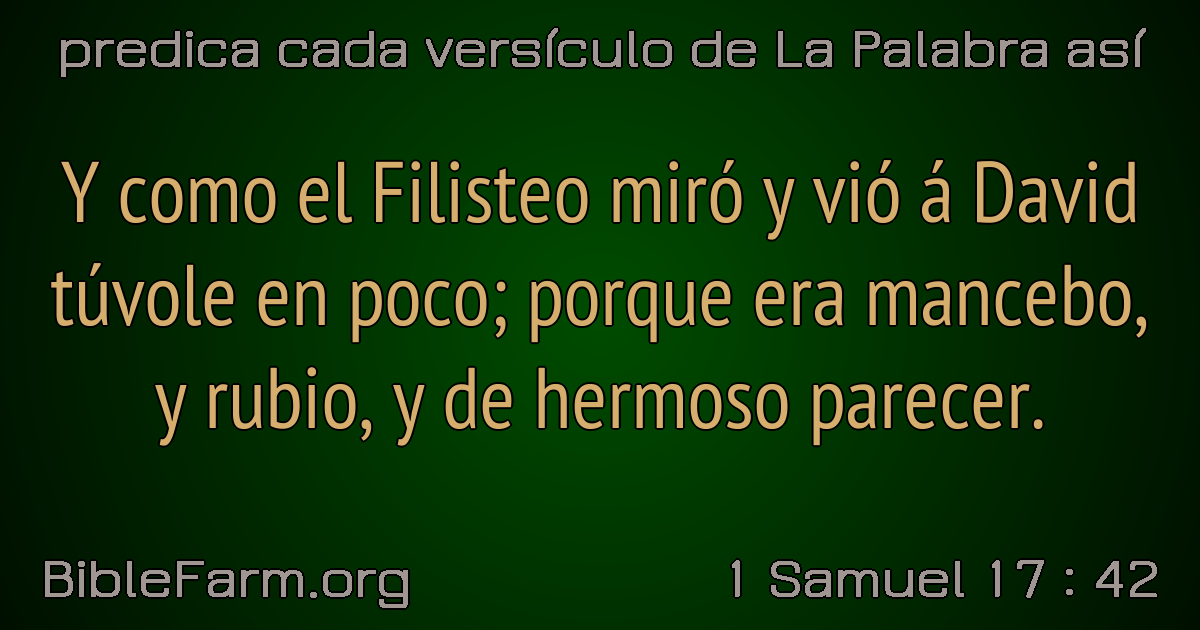 predica cada versículo de La Palabra así
Y como el Filisteo miró y vió á David
túvole en poco; porque era mancebo,
y rubio, y de hermoso parecer.
BibleFarm.org
1 Samuel 17 : 42